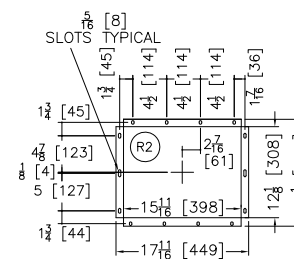 5/16 [8]
SLOTS TYPICAL
1 3/4 [45]
4 1/2 [114]
4 1/2 [114]
4 1/2 [114]
1 7/16 [36]
1 3/4 [45]
4 7/8 [123]
1/8 [4]
5 [127]
1 3/4 [44]
R2
2 7/16 [61]
15 11/16 [398]
17 11/16 [449]
12 1/8 [308]